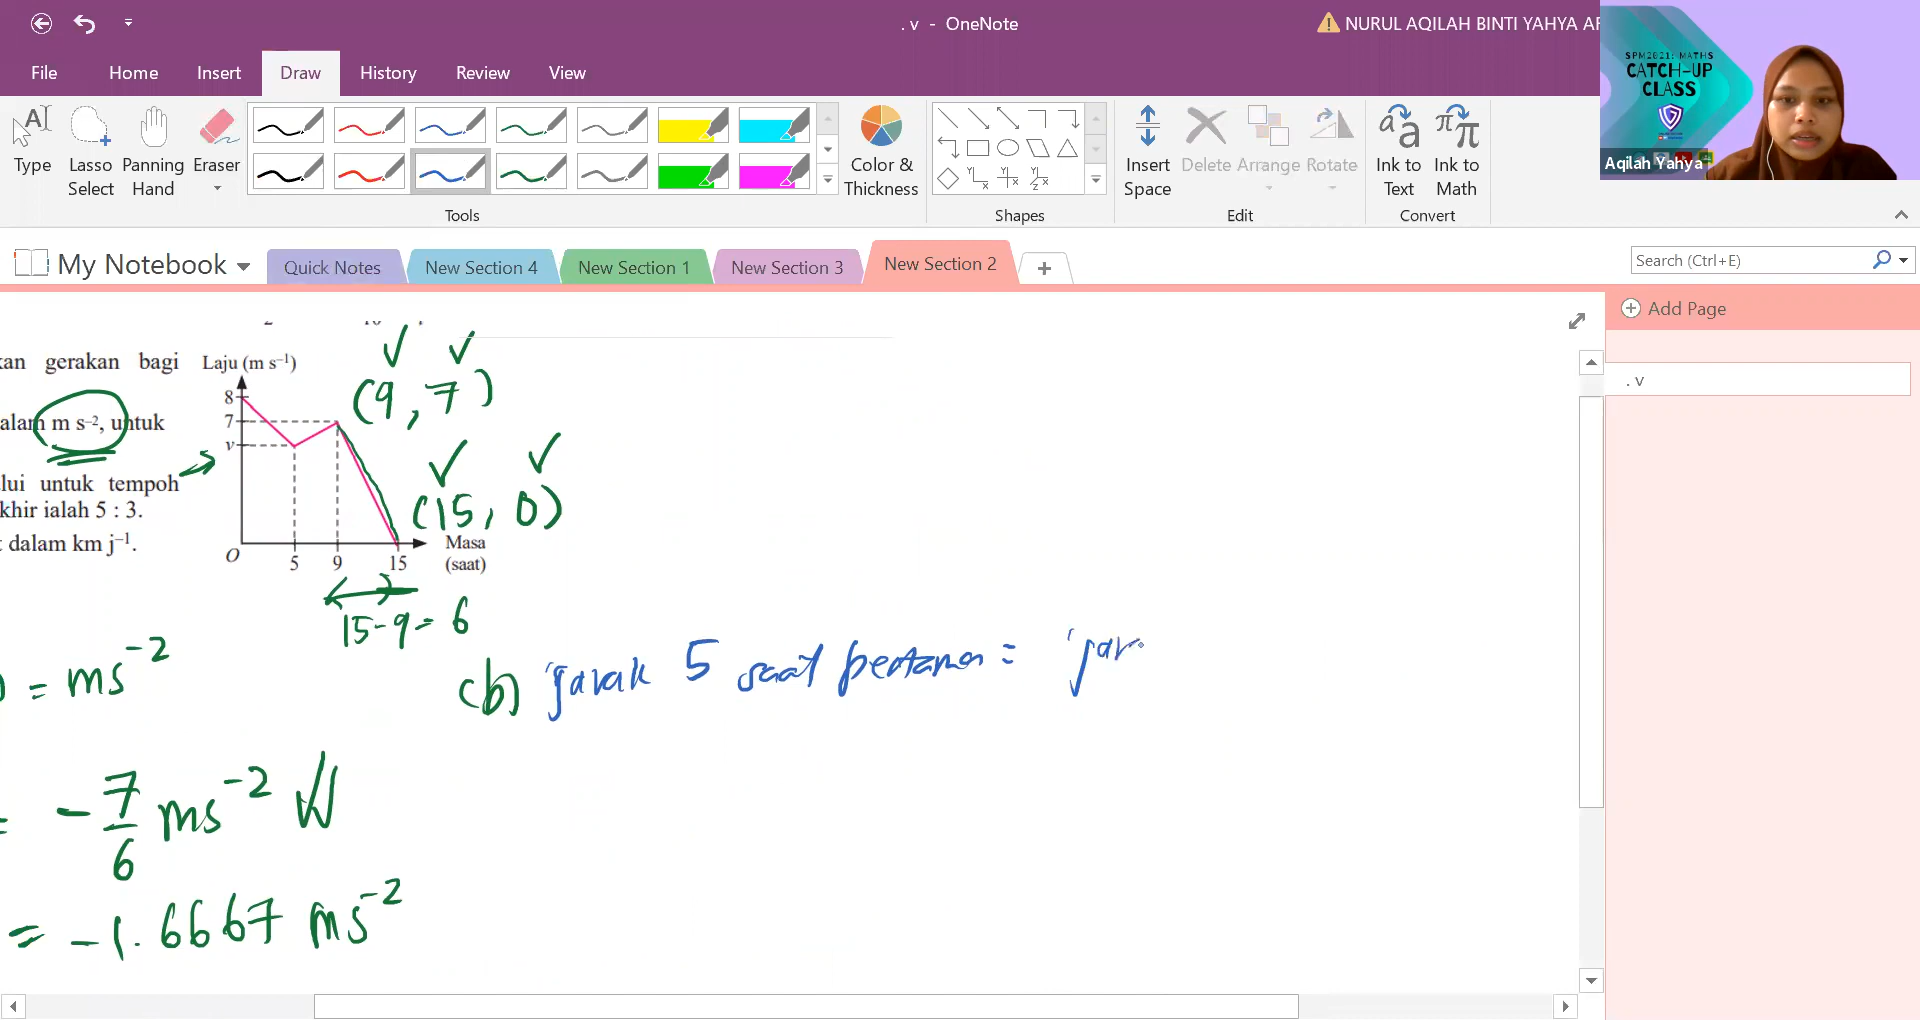 . v - OneNote
NURUL AQILAH BINTI YAHYA AF
SPM2021: MATHS
CATCH-UP
CLASS
Aqilah Yahya
File Home Insert Draw History Review View
Type
Lasso Select
Panning Hand
Eraser
Color & Thickness
Insert Space
Delete
Arrange
Rotate
Ink to Text
Ink to Math
Tools
Shapes
Edit
Convert
My Notebook
Quick Notes
New Section 4
New Section 1
New Section 3
New Section 2
Search (Ctrl+E)
Add Page
. v
kan gerakan bagi
alam m s⁻², untuk
lui untuk tempoh
khir ialah 5 : 3.
t dalam km j⁻¹.
Laju (m s⁻¹)
8
7
v
O
5 9 15
Masa
(saat)
(9, 7)
(15, 0)
15-9= 6
= ms⁻²
(b) jarak 5 saat pertama = jar
= -7/6 ms⁻²
= -1.6667 ms⁻²